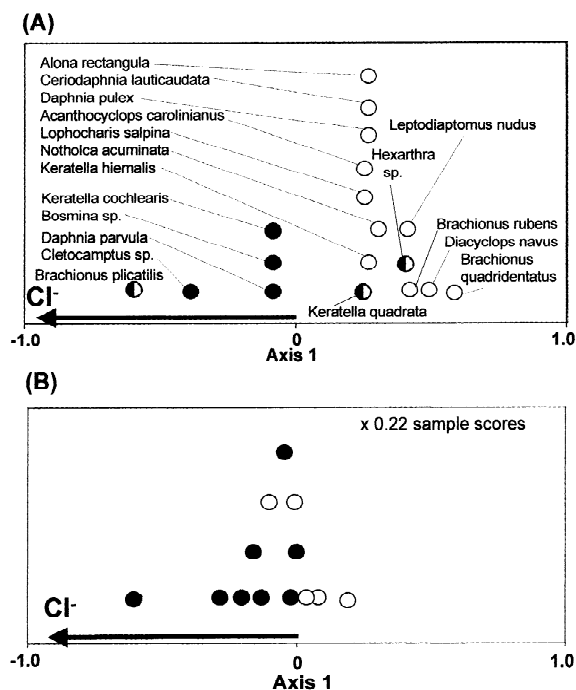 (A)
Alona rectangula
Ceriodaphnia lauticaudata
Daphnia pulex
Acanthocyclops carolinianus
Lophocharis salpina
Notholca acuminata
Keratella hiemalis
Leptodiaptomus nudus
Hexarthra
sp.
Keratella cochlearis
Bosmina sp.
Daphnia parvula
Cletocamptus sp.
Brachionus plicatilis
Brachionus rubens
Diacyclops navus
Brachionus
quadridentatus
Keratella quadrata
Cl-
-1.0 0 1.0
Axis 1
(B)
x 0.22 sample scores
Cl-
-1.0 0 1.0
Axis 1